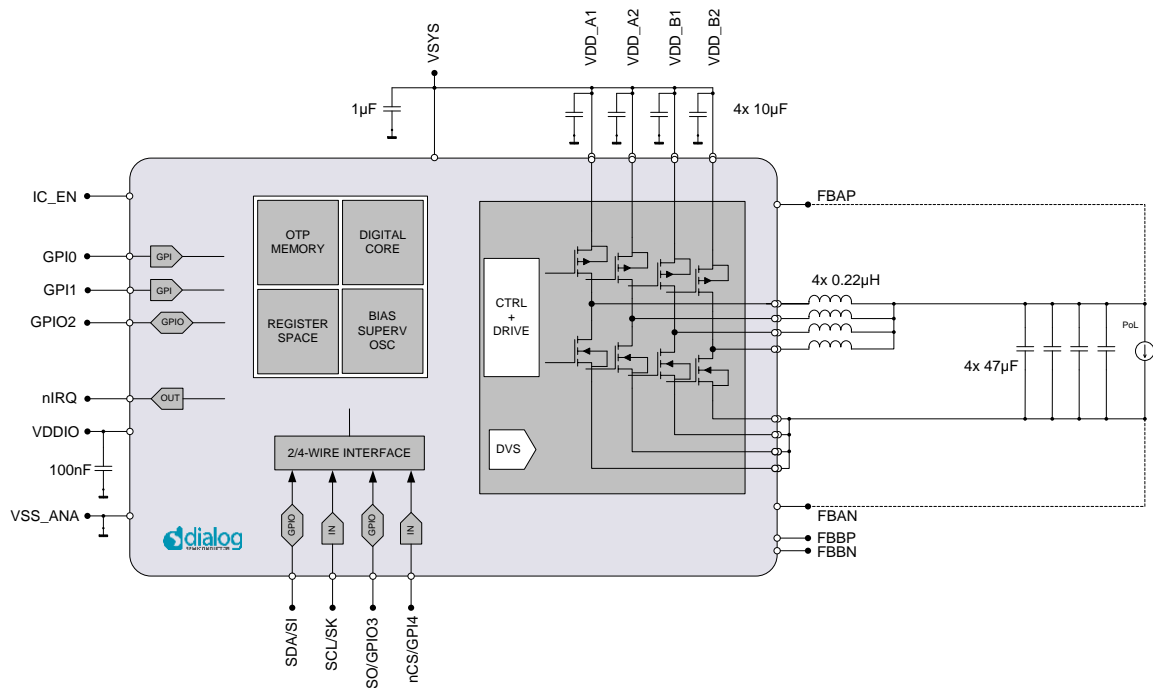 VSYS
VDD_A1
VDD_A2
VDD_B1
VDD_B2
1µF
4x 10µF
IC_EN
FBAP
OTP
MEMORY
DIGITAL
CORE
GPI0
GPI
GPI1
GPI
GPIO2
GPIO
REGISTER
SPACE
BIAS
SUPERV
OSC
CTRL
+
DRIVE
4x 0.22µH
PoL
4x 47µF
nIRQ
OUT
VDDIO
2/4-WIRE INTERFACE
DVS
100nF
VSS_ANA
GPIO
IN
GPIO
IN
dialog
SEMICONDUCTOR
FBAN
FBBP
FBBN
SDA/SI
SCL/SK
SO/GPIO3
nCS/GPI4